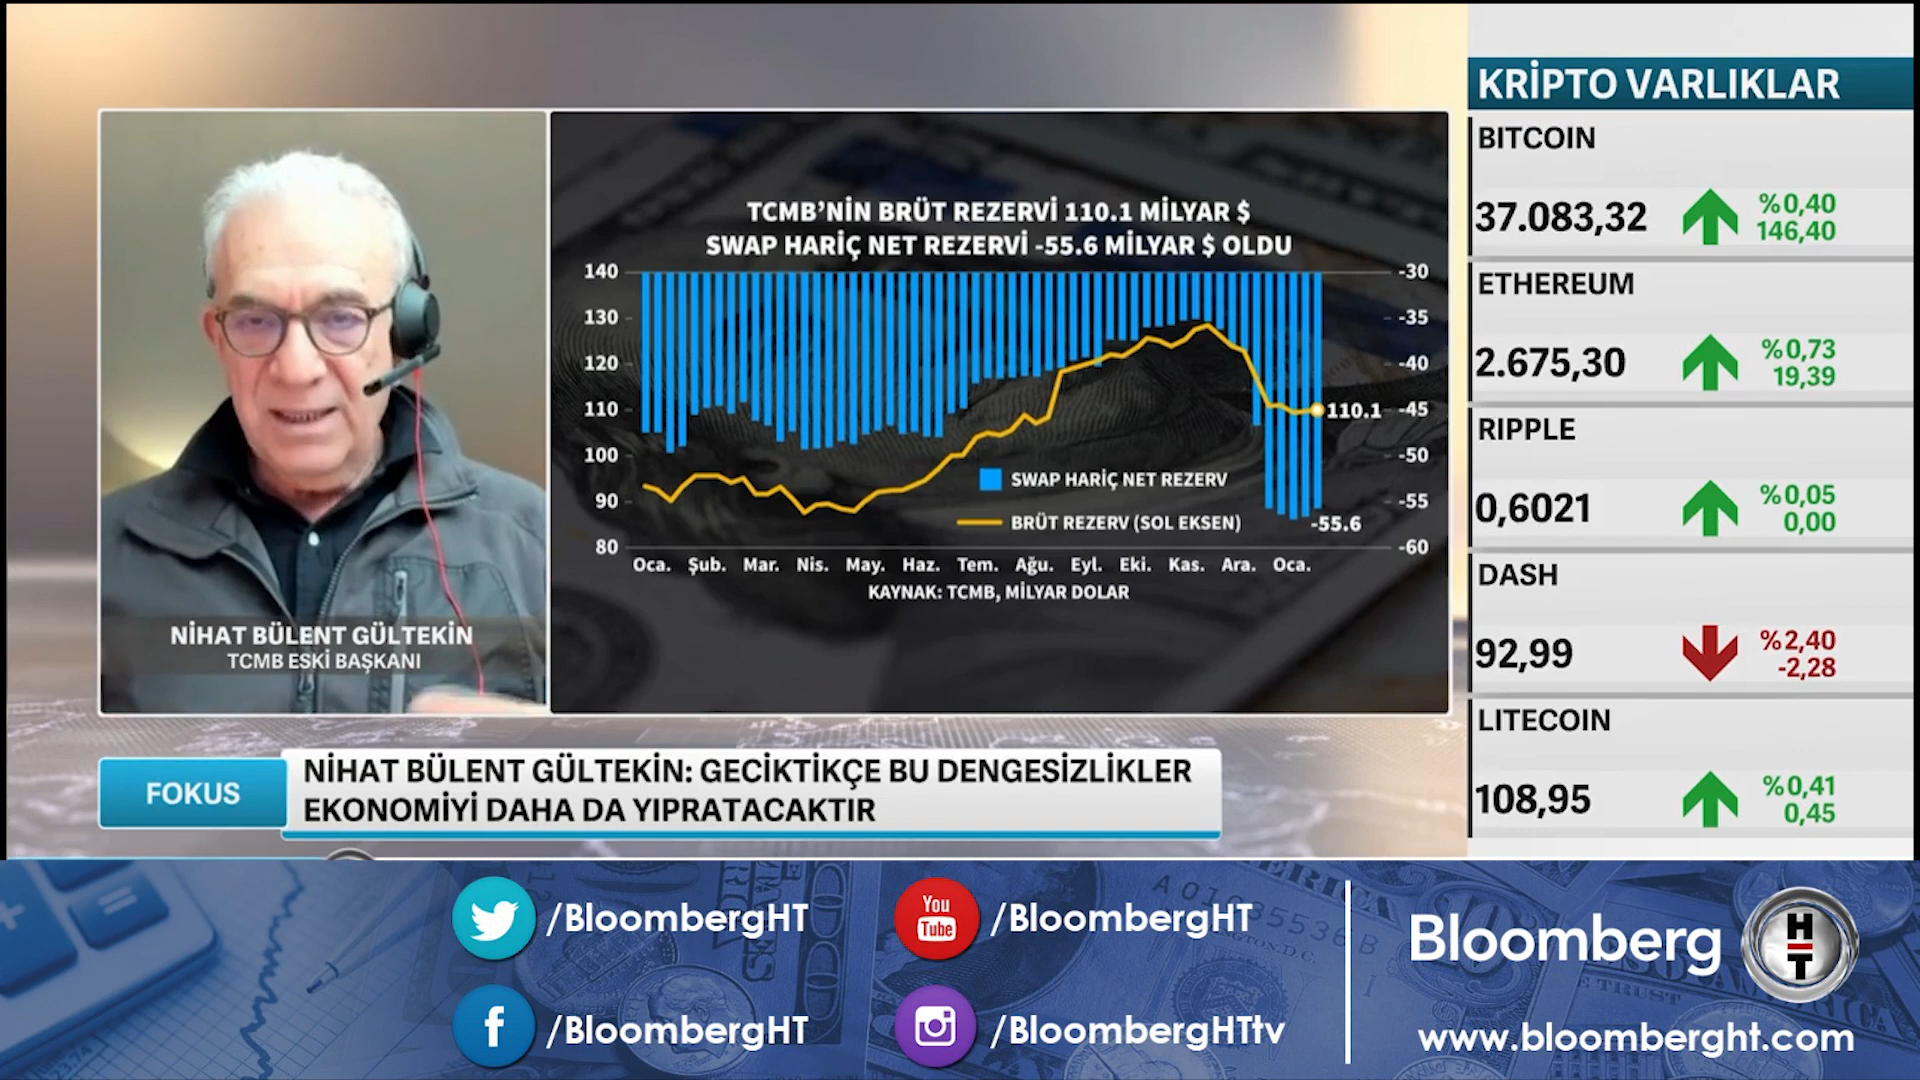 KRİPTO VARLIKLAR
BITCOIN
37.083,32
%0,40
146,40
ETHEREUM
2.675,30
%0,73
19,39
RIPPLE
0,6021
%0,05
0,00
DASH
92,99
%2,40
-2,28
LITECOIN
108,95
%0,41
0,45
TCMB'NİN BRÜT REZERVİ 110.1 MİLYAR $
SWAP HARİÇ NET REZERVİ -55.6 MİLYAR $ OLDU
140
130
120
110
100
90
80
-30
-35
-40
-45
-50
-55
-60
110.1
-55.6
SWAP HARİÇ NET REZERV
BRÜT REZERV (SOL EKSEN)
Oca. Şub. Mar. Nis. May. Haz. Tem. Ağu. Eyl. Eki. Kas. Ara. Oca.
KAYNAK: TCMB, MİLYAR DOLAR
NİHAT BÜLENT GÜLTEKİN
TCMB ESKİ BAŞKANI
FOKUS
NİHAT BÜLENT GÜLTEKİN: GECİKTİKÇE BU DENGESİZLİKLER
EKONOMİYİ DAHA DA YIPRATACAKTIR
/BloombergHT
You
Tube
/BloombergHT
f
/BloombergHT
/BloombergHTtv
Bloomberg
HT
www.bloomberght.com